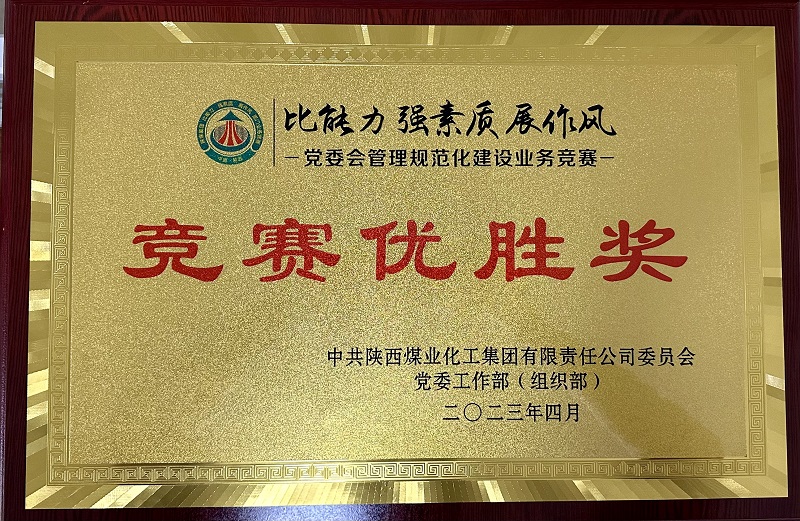 比能力 强素质 展作风
—党委会管理规范化建设业务竞赛—
竞赛优胜奖
中共陕西煤业化工集团有限责任公司委员会
党委工作部（组织部）
二〇二三年四月